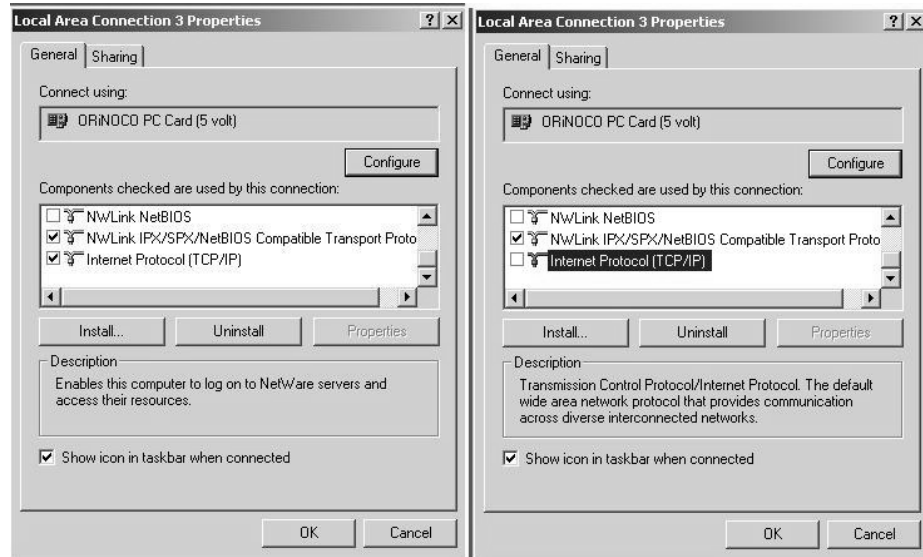 Local Area Connection 3 Properties
General
Sharing
Connect using:
ORiNOCO PC Card (5 volt)
Configure
Components checked are used by this connection:
NWLink NetBIOS
NWLink IPX/SPX/NetBIOS Compatible Transport Proto
Internet Protocol (TCP/IP)
Install...
Uninstall
Properties
Description
Enables this computer to log on to NetWare servers and
access their resources.
Show icon in taskbar when connected
OK
Cancel
Local Area Connection 3 Properties
General
Sharing
Connect using:
ORiNOCO PC Card (5 volt)
Configure
Components checked are used by this connection:
NWLink NetBIOS
NWLink IPX/SPX/NetBIOS Compatible Transport Proto
Internet Protocol (TCP/IP)
Install...
Uninstall
Properties
Description
Transmission Control Protocol/Internet Protocol. The default
wide area network protocol that provides communication
across diverse interconnected networks.
Show icon in taskbar when connected
OK
Cancel